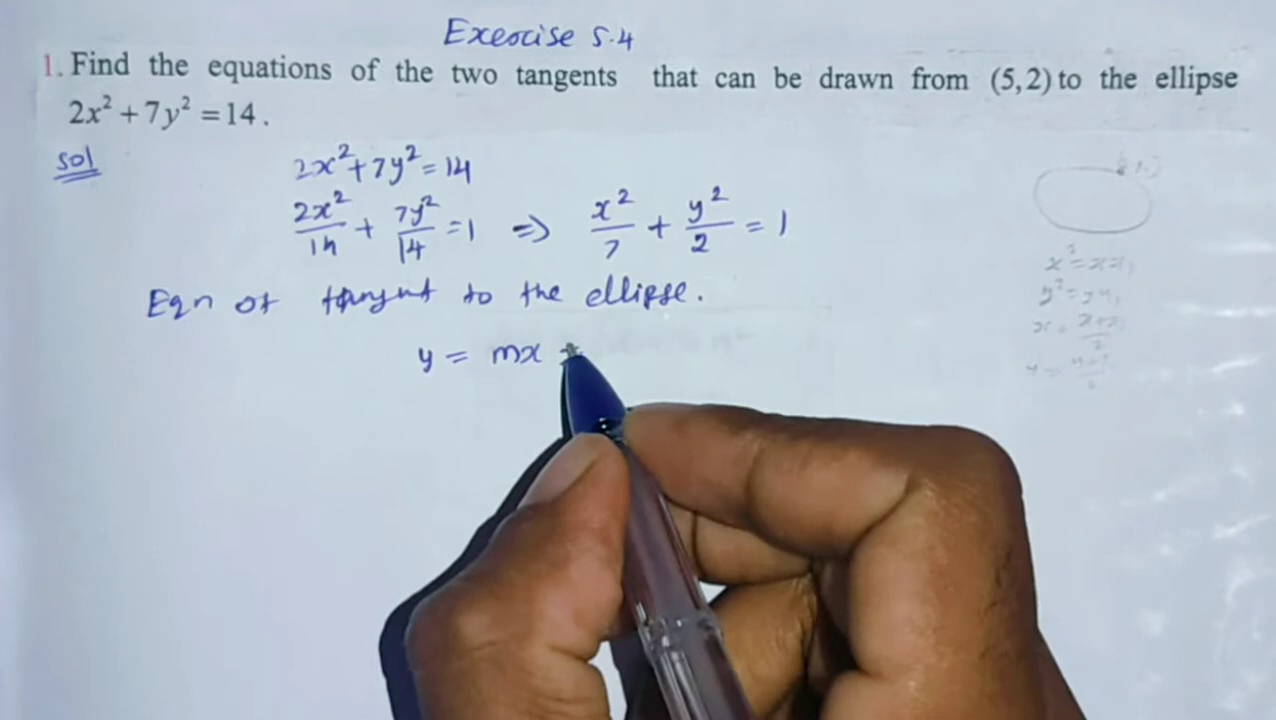 Exercise 5.4
1. Find the equations of the two tangents that can be drawn from (5,2) to the ellipse
2x² + 7y² = 14.
Sol
2x²+7y² = 14
2x²/14 + 7y²/14 = 1 => x²/7 + y²/2 = 1
Eqn of tangent to the ellipse.
y = mx